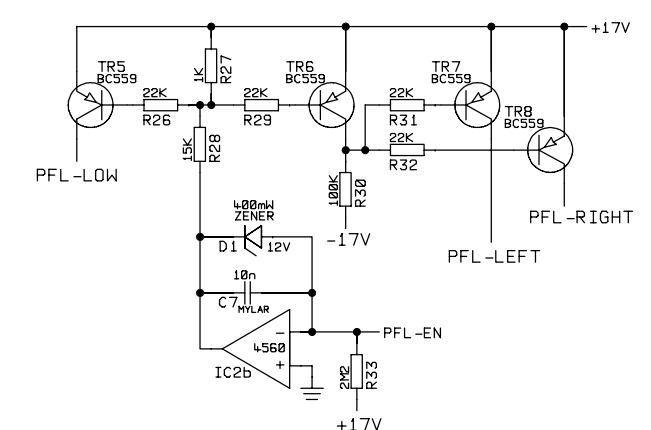 +17V
TR5
BC559
1K
R27
TR6
BC559
TR7
BC559
TR8
BC559
22K
R26
22K
R29
22K
R31
22K
R32
15K
R28
100K
R30
PFL-LOW
PFL-RIGHT
-17V
PFL-LEFT
400mW
ZENER
D1
12V
10n
C7
MYLAR
4560
-
+
IC2b
PFL-EN
2M2
R33
+17V